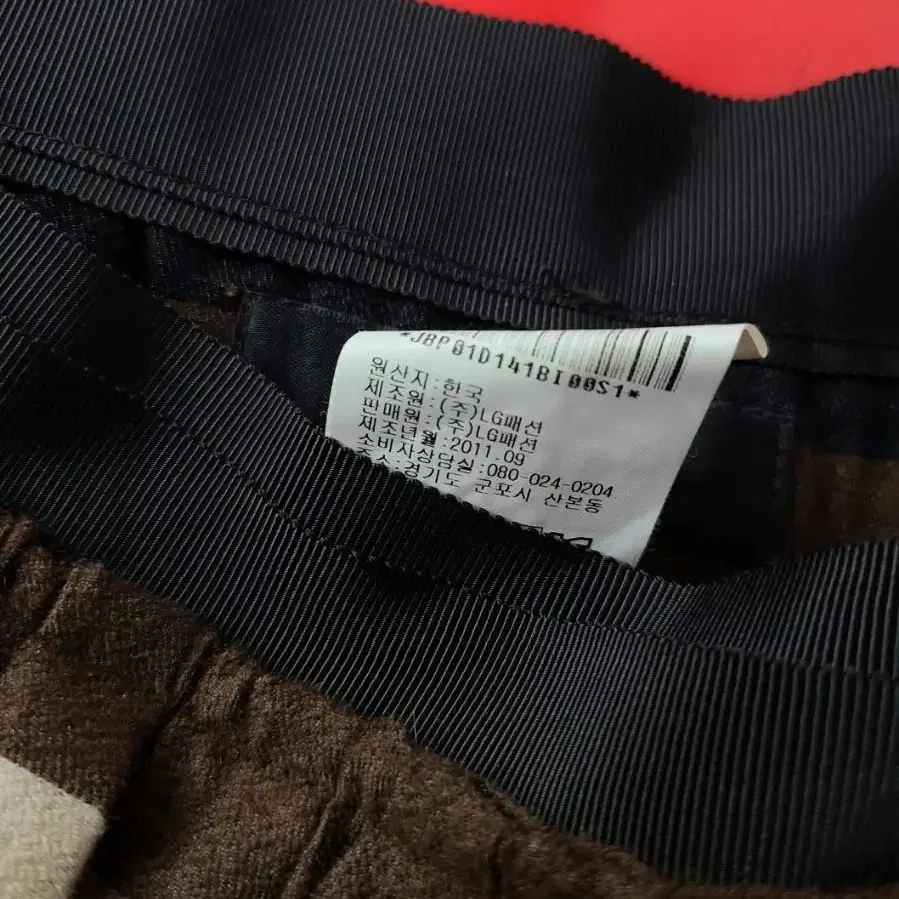 *JBP01D141BI00S1*
원산지:한국
제조원:(주)LG패션
판매원:(주)LG패션
제조년월:2011.09
소비자상담실:080-024-0204
주소:경기도 군포시 산본동